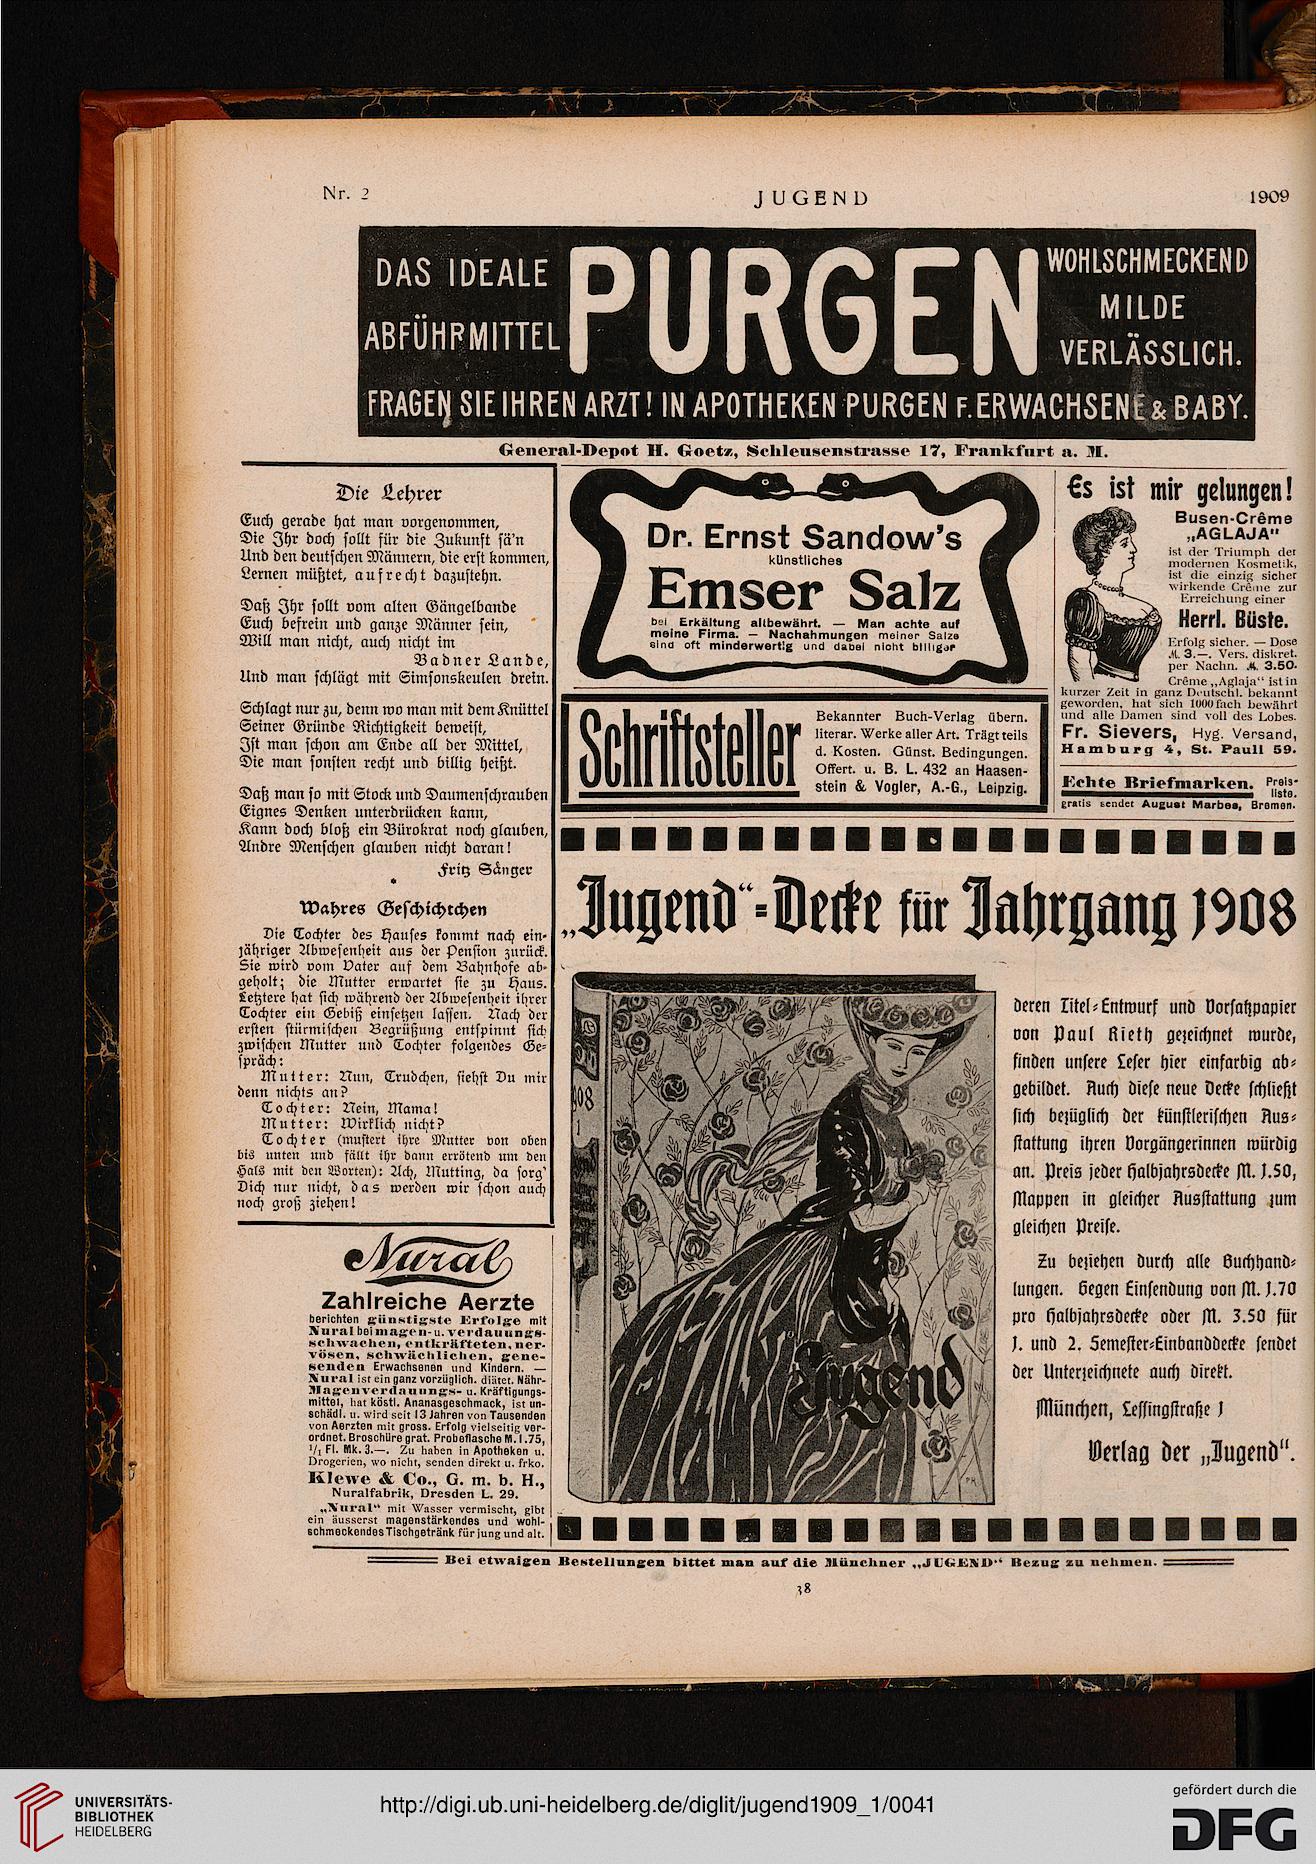 Nr. 2
JUGEND
1909
DAS IDEALE
ABFÜHRMITTEL
PURGEN
WOHLSCHMECKEND
MILDE
VERLÄSSLICH.
FRAGEN SIE IHREN ARZT! IN APOTHEKEN PURGEN F. ERWACHSENE & BABY.
General-Depot H. Goetz, Schleusenstrasse 17, Frankfurt a. M.
Die Lehrer
Euch gerade hat man vorgenommen,
Die Ihr doch sollt für die Zukunft sä'n
Und den deutschen Männern, die erst kommen,
Lernen müßtet, aufrecht dazustehn.
Daß Ihr sollt vom alten Gängelbande
Euch befrein und ganze Männer sein,
Will man nicht, auch nicht im
Badner Lande,
Und man schlägt mit Simsonskeulen drein.
Schlagt nur zu, denn wo man mit dem Knüttel
Seiner Gründe Richtigkeit beweist,
Ist man schon am Ende all der Mittel,
Die man sonsten recht und billig heißt.
Daß man so mit Stock und Daumenschrauben
Eignes Denken unterdrücken kann,
Kann doch bloß ein Bürokrat noch glauben,
Andre Menschen glauben nicht daran!
Fritz Sänger
Wahres Geschichtchen
Die Tochter des Hauses kommt nach ein-
jähriger Abwesenheit aus der Pension zurück.
Sie wird vom Vater auf dem Bahnhofe ab-
geholt; die Mutter erwartet sie zu Haus.
Letztere hat sich während der Abwesenheit ihrer
Tochter ein Gebiß einsetzen lassen. Nach der
ersten stürmischen Begrüßung entspinnt sich
zwischen Mutter und Tochter folgendes Ge-
spräch:
Mutter: Nun, Trudchen, siehst Du mir
denn nichts an?
Tochter: Nein, Mama!
Mutter: Wirklich nicht?
Tochter (mustert ihre Mutter von oben
bis unten und fällt ihr dann errötend um den
Hals mit den Worten): Ach, Mutting, da sorg'
Dich nur nicht, das werden wir schon auch
noch groß ziehen!
Nural
Zahlreiche Aerzte
berichten günstigste Erfolge mit
Nural bei magen- u. verdauungs-
schwachen, entkräfteten, ner-
vösen, schwächlichen, gene-
senden Erwachsenen und Kindern. —
Nural ist ein ganz vorzüglich. diätet. Nähr-
Magenverdauungs- u. Kräftigungs-
mittel, hat köstl. Ananasgeschmack, ist un-
schädl. u. wird seit 13 Jahren von Tausenden
von Aerzten mit gross. Erfolg vielseitig ver-
ordnet. Broschüre grat. Probeflasche M. 1.75,
1/1 Fl. Mk. 3.—. Zu haben in Apotheken u.
Drogerien, wo nicht, senden direkt u. frko.
Klewe & Co., G. m. b. H.,
Nuralfabrik, Dresden L. 29.
„Nural“ mit Wasser vermischt, gibt
ein äusserst magenstärkendes und wohl-
schmeckendes Tischgetränk für jung und alt.
Dr. Ernst Sandow's
künstliches
Emser Salz
bei Erkältung altbewährt. — Man achte auf
meine Firma. — Nachahmungen meiner Salze
sind oft minderwertig und dabei nicht billiger
Schriftsteller
Bekannter Buch-Verlag übern.
literar. Werke aller Art. Trägt teils
d. Kosten. Günst. Bedingungen.
Offert. u. B. L. 432 an Haasen-
stein & Vogler, A.-G., Leipzig.
Es ist mir gelungen!
Busen-Crême
„AGLAJA“
ist der Triumph der
modernen Kosmetik,
ist die einzig sicher
wirkende Crême zur
Erreichung einer
Herrl. Büste.
Erfolg sicher. — Dose
M. 3.—. Vers. diskret.
per Nachn. M. 3.50.
Crême „Aglaja“ ist in
kurzer Zeit in ganz Deutschl. bekannt
geworden, hat sich 1000 fach bewährt
und alle Damen sind voll des Lobes.
Fr. Sievers, Hyg. Versand,
Hamburg 4, St. Pauli 59.
Echte Briefmarken. Preis-
liste.
gratis sendet August Marbes, Bremen.
„Jugend“-Decke für Jahrgang 1908
Jugend
deren Titel-Entwurf und Vorsatzpapier
von Paul Rieth gezeichnet wurde,
finden unsere Leser hier einfarbig ab-
gebildet. Auch diese neue Decke schließt
sich bezüglich der künstlerischen Aus-
stattung ihren Vorgängerinnen würdig
an. Preis jeder Halbjahrsdecke M. 1.50,
Mappen in gleicher Ausstattung zum
gleichen Preise.
Zu beziehen durch alle Buchhand-
lungen. Gegen Einsendung von M. 1.70
pro Halbjahrsdecke oder M. 3.50 für
1. und 2. Semester-Einbanddecke sendet
der Unterzeichnete auch direkt.
München, Lessingstraße 1
Verlag der „Jugend“.
Bei etwaigen Bestellungen bittet man auf die Münchner „JUGEND“ Bezug zu nehmen.
38
UNIVERSITÄTS-
BIBLIOTHEK
HEIDELBERG
http://digi.ub.uni-heidelberg.de/diglit/jugend1909_1/0041
gefördert durch die
DFG